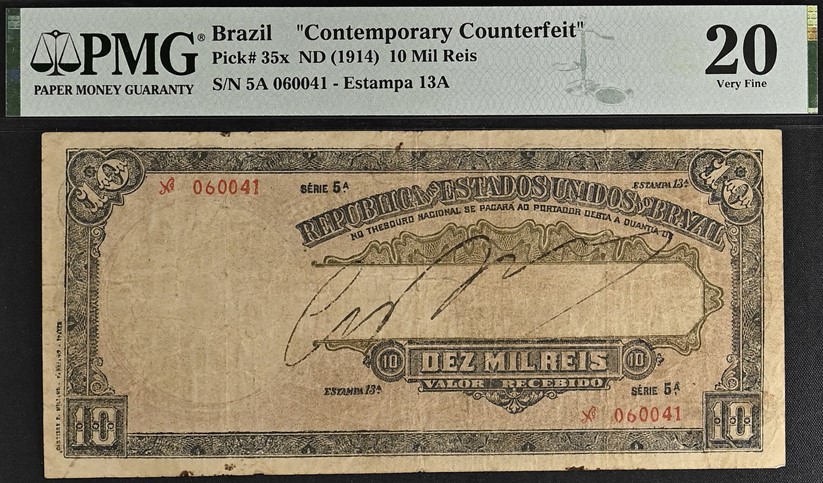 PMG®
PAPER MONEY GUARANTY
Brazil "Contemporary Counterfeit"
Pick# 35x ND (1914) 10 Mil Reis
S/N 5A 060041 - Estampa 13A
20
Very Fine
060041
SÉRIE 5A
ESTAMPA 13a
REPUBLICA DOS ESTADOS UNIDOS DO BRAZIL
NO THESOURO NACIONAL SE PAGARÁ AO PORTADOR DESTA A QUANTIA DE
10 DEZ MIL REIS 10
VALOR RECEBIDO
ESTAMPA 13a
SÉRIE 5A
060041
10
10